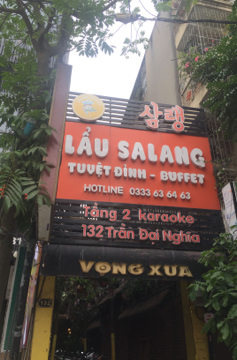 삼랭
LẨU SALANG
TUYỆT ĐỈNH - BUFFET
HOTLINE 0333 63 64 63
Tầng 2 karaoke
132 Trần Đại Nghĩa
VỌNG XƯA